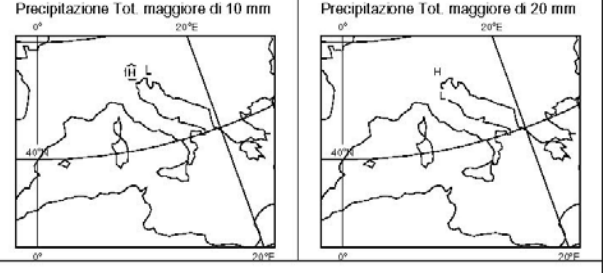 Precipitazione Tot. maggiore di 10 mm
0° 20°E
H L
40°N
0° 20°E
Precipitazione Tot. maggiore di 20 mm
0° 20°E
H
L
40°N
0° 20°E